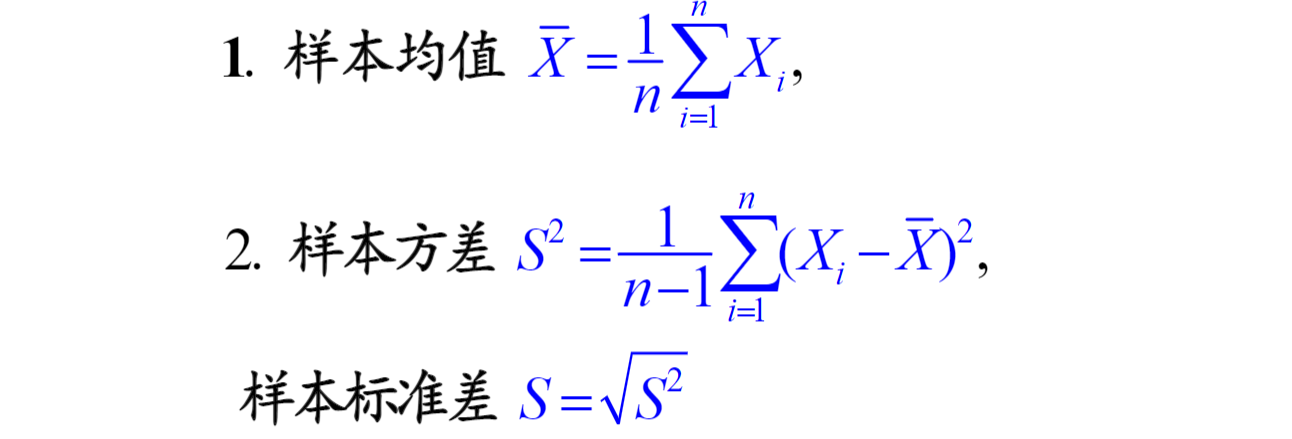 1. 样本均值 X̄ = 1/n ∑_{i=1}^{n} X_i,
2. 样本方差 S² = 1/(n−1) ∑_{i=1}^{n} (X_i − X̄)²,
样本标准差 S = √S²